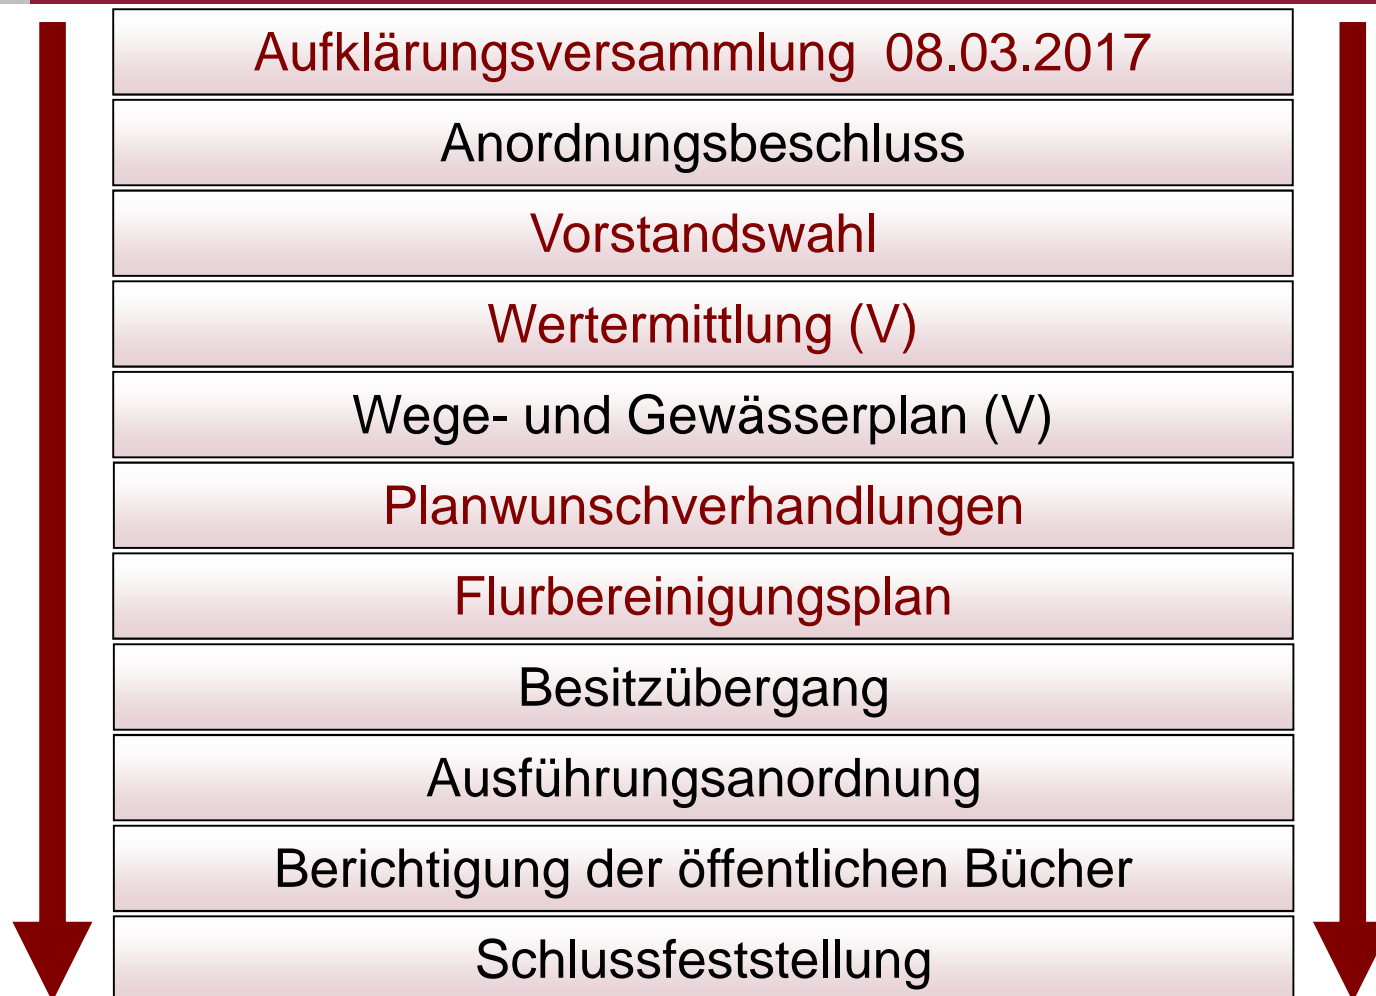 Aufklärungsversammlung 08.03.2017
Anordnungsbeschluss
Vorstandswahl
Wertermittlung (V)
Wege- und Gewässerplan (V)
Planwunschverhandlungen
Flurbereinigungsplan
Besitzübergang
Ausführungsanordnung
Berichtigung der öffentlichen Bücher
Schlussfeststellung